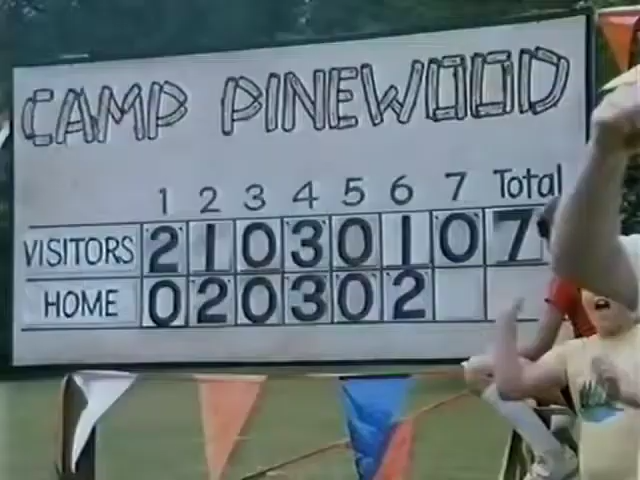 CAMP PINEWOOD
1 2 3 4 5 6 7 Total
VISITORS 2 1 0 3 0 1 0 7
HOME 0 2 0 3 0 2